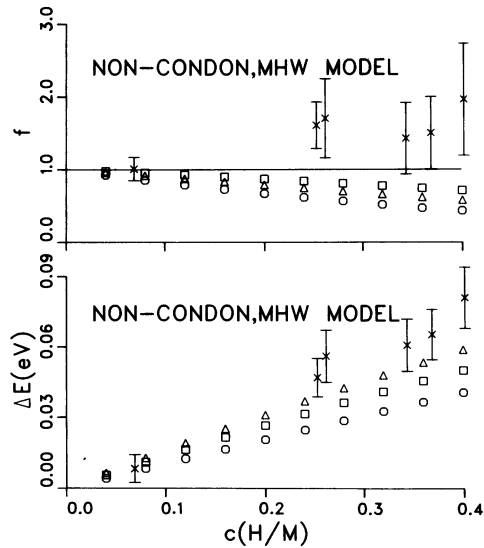 3.0
2.0
1.0
0.0
f
NON-CONDON,MHW MODEL
0.09
0.06
0.03
0.00
ΔE(eV)
NON-CONDON,MHW MODEL
0.0 0.1 0.2 0.3 0.4
c(H/M)